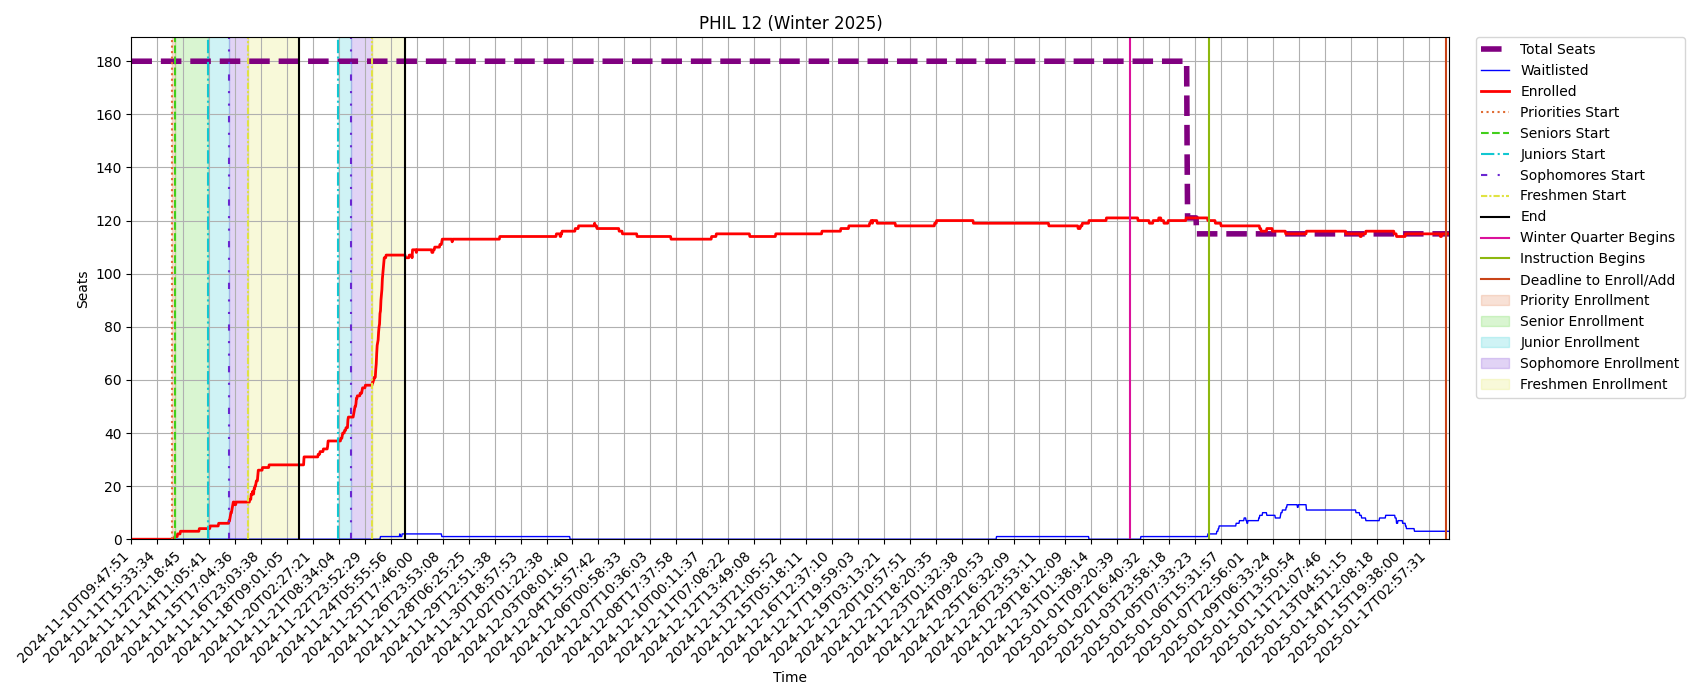 PHIL 12 (Winter 2025)
Seats
180
160
140
120
100
80
60
40
20
0
2024-11-10T09:47:51
2024-11-11T15:33:34
2024-11-12T21:18:45
2024-11-14T11:05:41
2024-11-15T17:04:36
2024-11-16T23:03:38
2024-11-18T09:01:05
2024-11-20T02:27:21
2024-11-21T08:34:04
2024-11-22T23:52:29
2024-11-24T05:55:56
2024-11-25T17:46:00
2024-11-26T23:53:08
2024-11-28T06:25:25
2024-11-29T12:51:38
2024-11-30T18:57:53
2024-12-02T01:22:38
2024-12-03T08:01:40
2024-12-04T15:57:42
2024-12-06T00:58:33
2024-12-07T10:36:03
2024-12-08T17:37:58
2024-12-10T00:11:37
2024-12-11T07:08:22
2024-12-12T13:49:08
2024-12-15T05:18:11
2024-12-16T12:37:10
2024-12-17T19:59:03
2024-12-19T03:13:21
2024-12-20T10:57:51
2024-12-21T18:20:35
2024-12-23T01:32:38
2024-12-24T09:20:53
2024-12-25T16:32:09
2024-12-26T23:53:11
2024-12-29T18:12:09
2024-12-31T01:38:14
2025-01-01T09:20:39
2025-01-02T16:40:32
2025-01-03T23:58:18
2025-01-05T07:33:23
2025-01-06T15:31:57
2025-01-07T22:56:01
2025-01-09T06:33:24
2025-01-10T13:50:54
2025-01-11T21:07:46
2025-01-13T04:51:15
2025-01-14T12:08:18
2025-01-15T19:38:00
2025-01-17T02:57:31
Time
Total Seats
Waitlisted
Enrolled
Priorities Start
Seniors Start
Juniors Start
Sophomores Start
Freshmen Start
End
Winter Quarter Begins
Instruction Begins
Deadline to Enroll/Add
Priority Enrollment
Senior Enrollment
Junior Enrollment
Sophomore Enrollment
Freshmen Enrollment